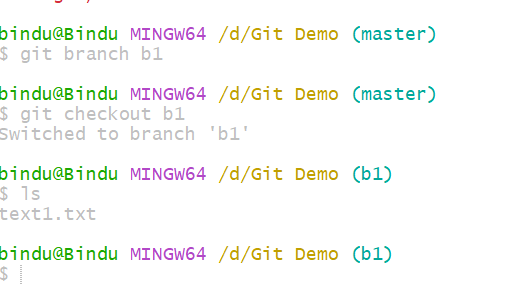 bindu@Bindu MINGW64 /d/Git Demo (master)
$ git branch b1
bindu@Bindu MINGW64 /d/Git Demo (master)
$ git checkout b1
Switched to branch 'b1'
bindu@Bindu MINGW64 /d/Git Demo (b1)
$ ls
text1.txt
bindu@Bindu MINGW64 /d/Git Demo (b1)
$